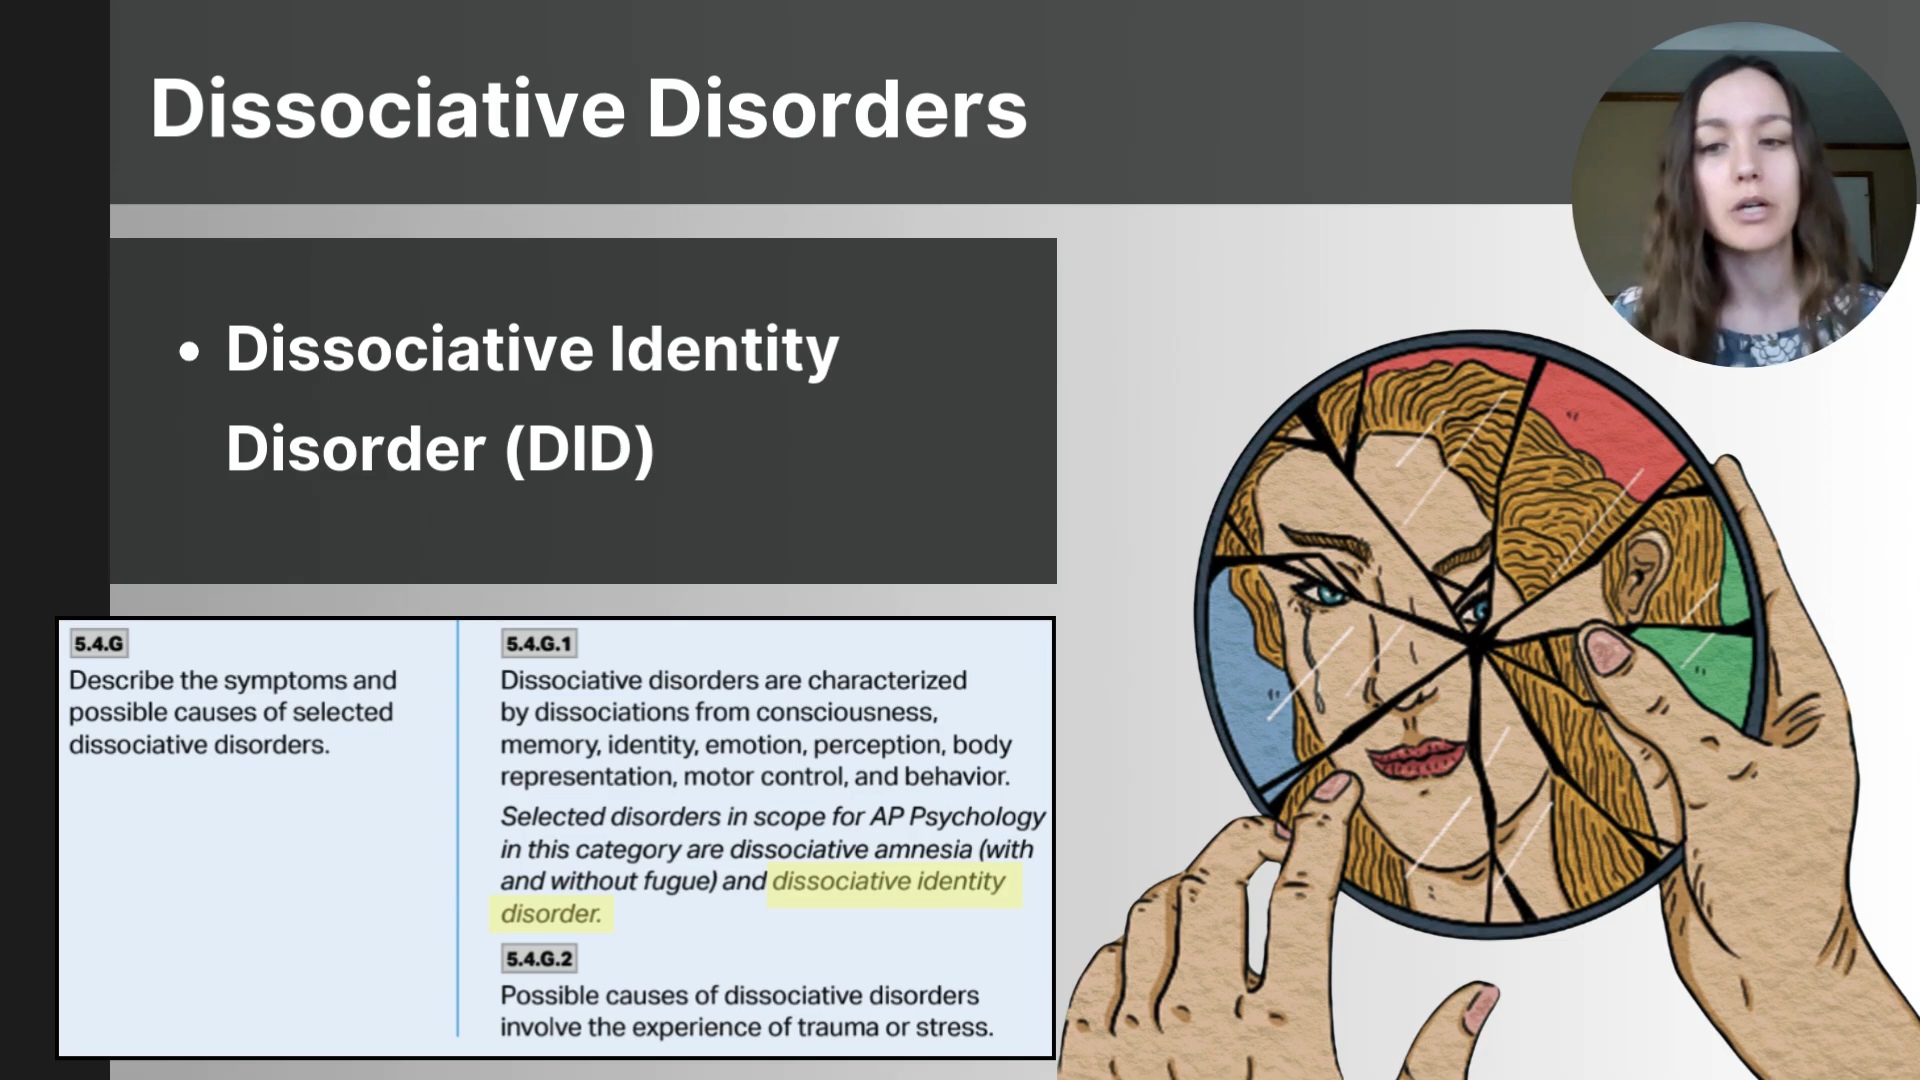 Dissociative Disorders
• Dissociative Identity
Disorder (DID)
5.4.G
Describe the symptoms and
possible causes of selected
dissociative disorders.
5.4.G.1
Dissociative disorders are characterized
by dissociations from consciousness,
memory, identity, emotion, perception, body
representation, motor control, and behavior.
Selected disorders in scope for AP Psychology
in this category are dissociative amnesia (with
and without fugue) and dissociative identity
disorder.
5.4.G.2
Possible causes of dissociative disorders
involve the experience of trauma or stress.